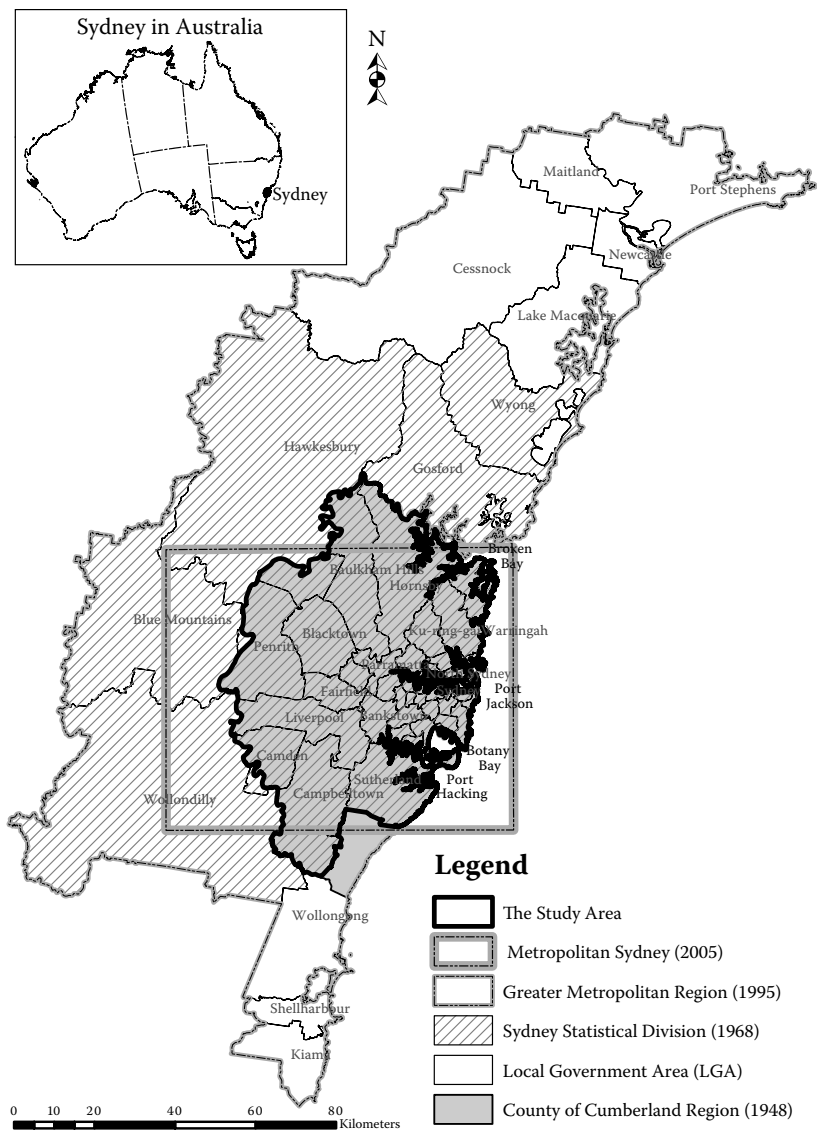 Sydney in Australia
Sydney
N
Maitland
Port Stephens
Newcastle
Cessnock
Lake Macquarie
Wyong
Hawkesbury
Gosford
Broken
Bay
Baulkham Hills
Hornsby
Blue Mountains
Blacktown
Ku-ring-gai
Warringah
Penrith
Parramatta
North Sydney
Fairfield
Sydney
Port
Jackson
Liverpool
Bankstown
Camden
Botany
Bay
Sutherland
Port
Hacking
Wollondilly
Campbelltown
Wollongong
Shellharbour
Kiama
Legend
The Study Area
Metropolitan Sydney (2005)
Greater Metropolitan Region (1995)
Sydney Statistical Division (1968)
Local Government Area (LGA)
County of Cumberland Region (1948)
0 10 20 40 60 80
Kilometers